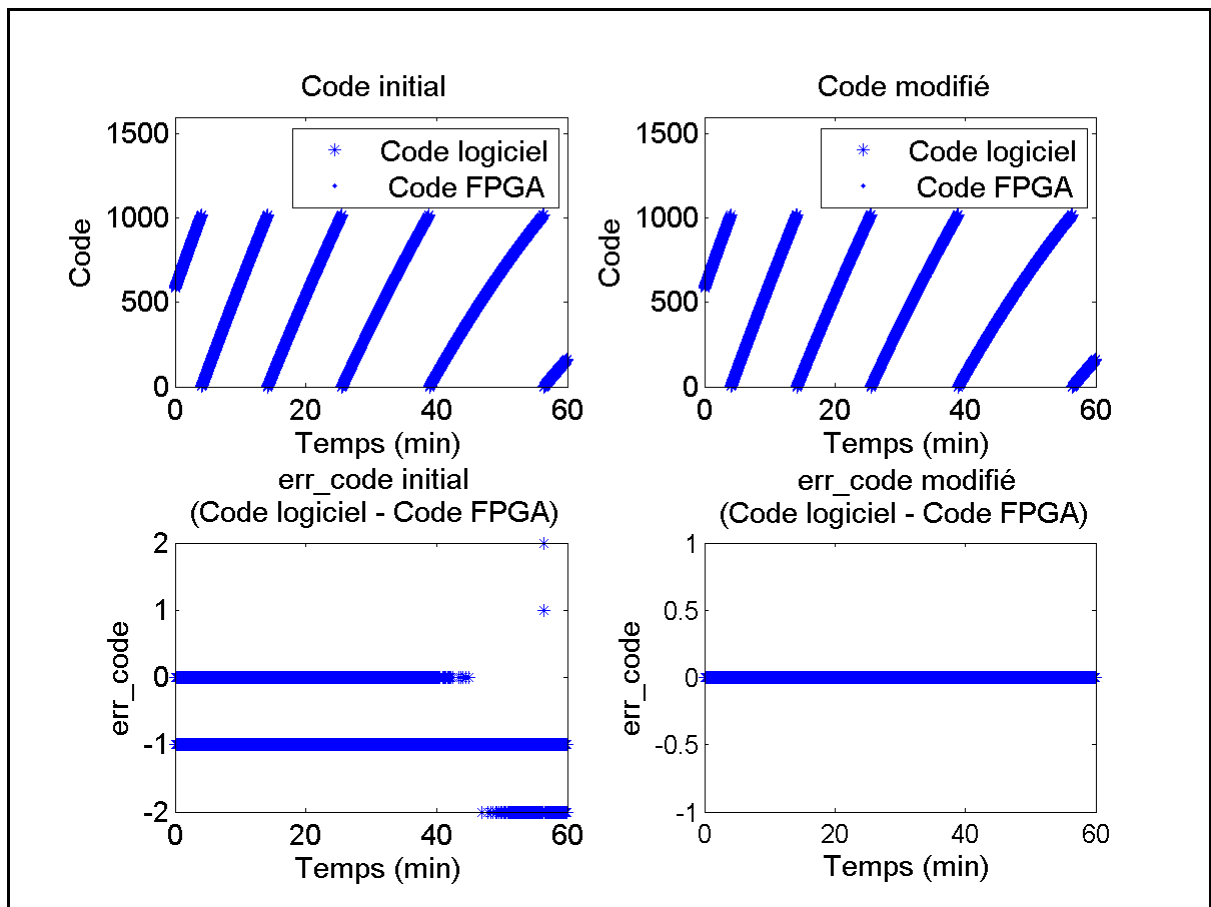 Code initial
1500
1000
500
0
Code
Code logiciel
Code FPGA
0
20
40
60
Temps (min)
Code modifié
1500
1000
500
0
Code
Code logiciel
Code FPGA
0
20
40
60
Temps (min)
err_code initial
(Code logiciel - Code FPGA)
2
1
0
-1
-2
err_code
0
20
40
60
Temps (min)
err_code modifié
(Code logiciel - Code FPGA)
1
0.5
0
-0.5
-1
err_code
0
20
40
60
Temps (min)